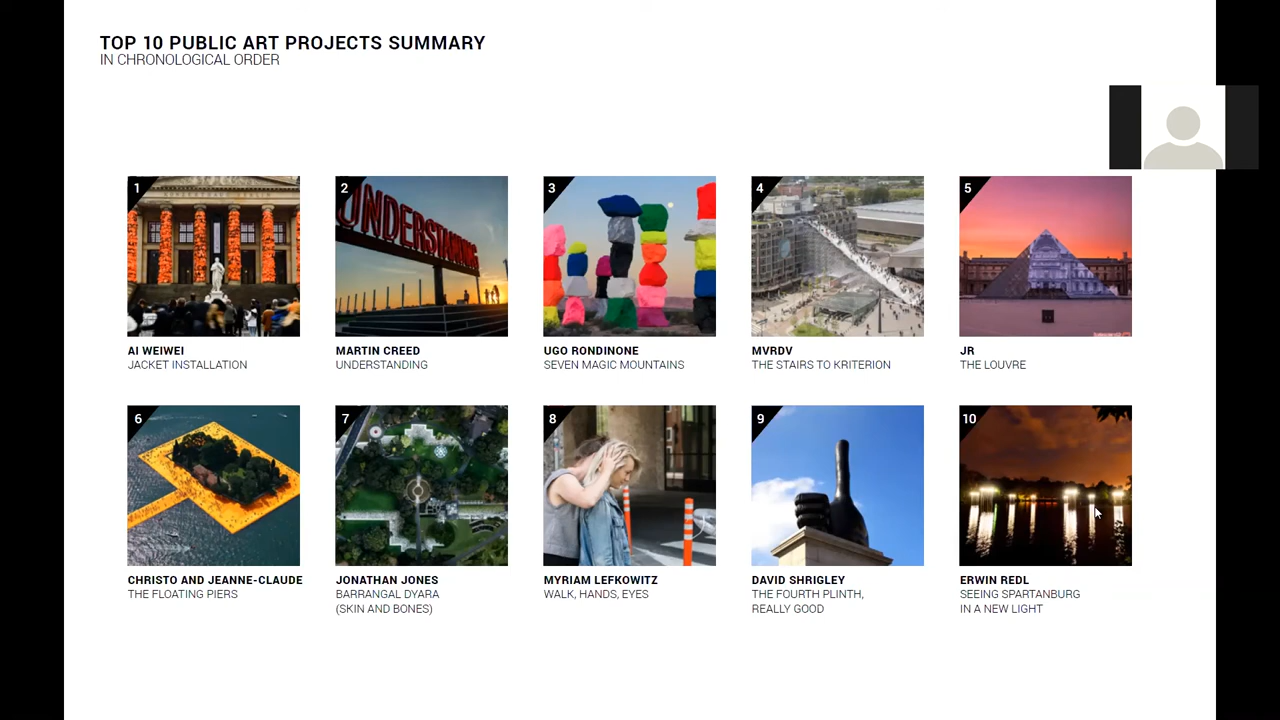 TOP 10 PUBLIC ART PROJECTS SUMMARY
IN CHRONOLOGICAL ORDER
1
UNDERSTANDING
2
3
4
5
AI WEIWEI
JACKET INSTALLATION
MARTIN CREED
UNDERSTANDING
UGO RONDINONE
SEVEN MAGIC MOUNTAINS
MVRDV
THE STAIRS TO KRITERION
JR
THE LOUVRE
6
7
8
9
10
CHRISTO AND JEANNE-CLAUDE
THE FLOATING PIERS
JONATHAN JONES
BARRANGAL DYARA
(SKIN AND BONES)
MYRIAM LEFKOWITZ
WALK, HANDS, EYES
DAVID SHRIGLEY
THE FOURTH PLINTH,
REALLY GOOD
ERWIN REDL
SEEING SPARTANBURG
IN A NEW LIGHT